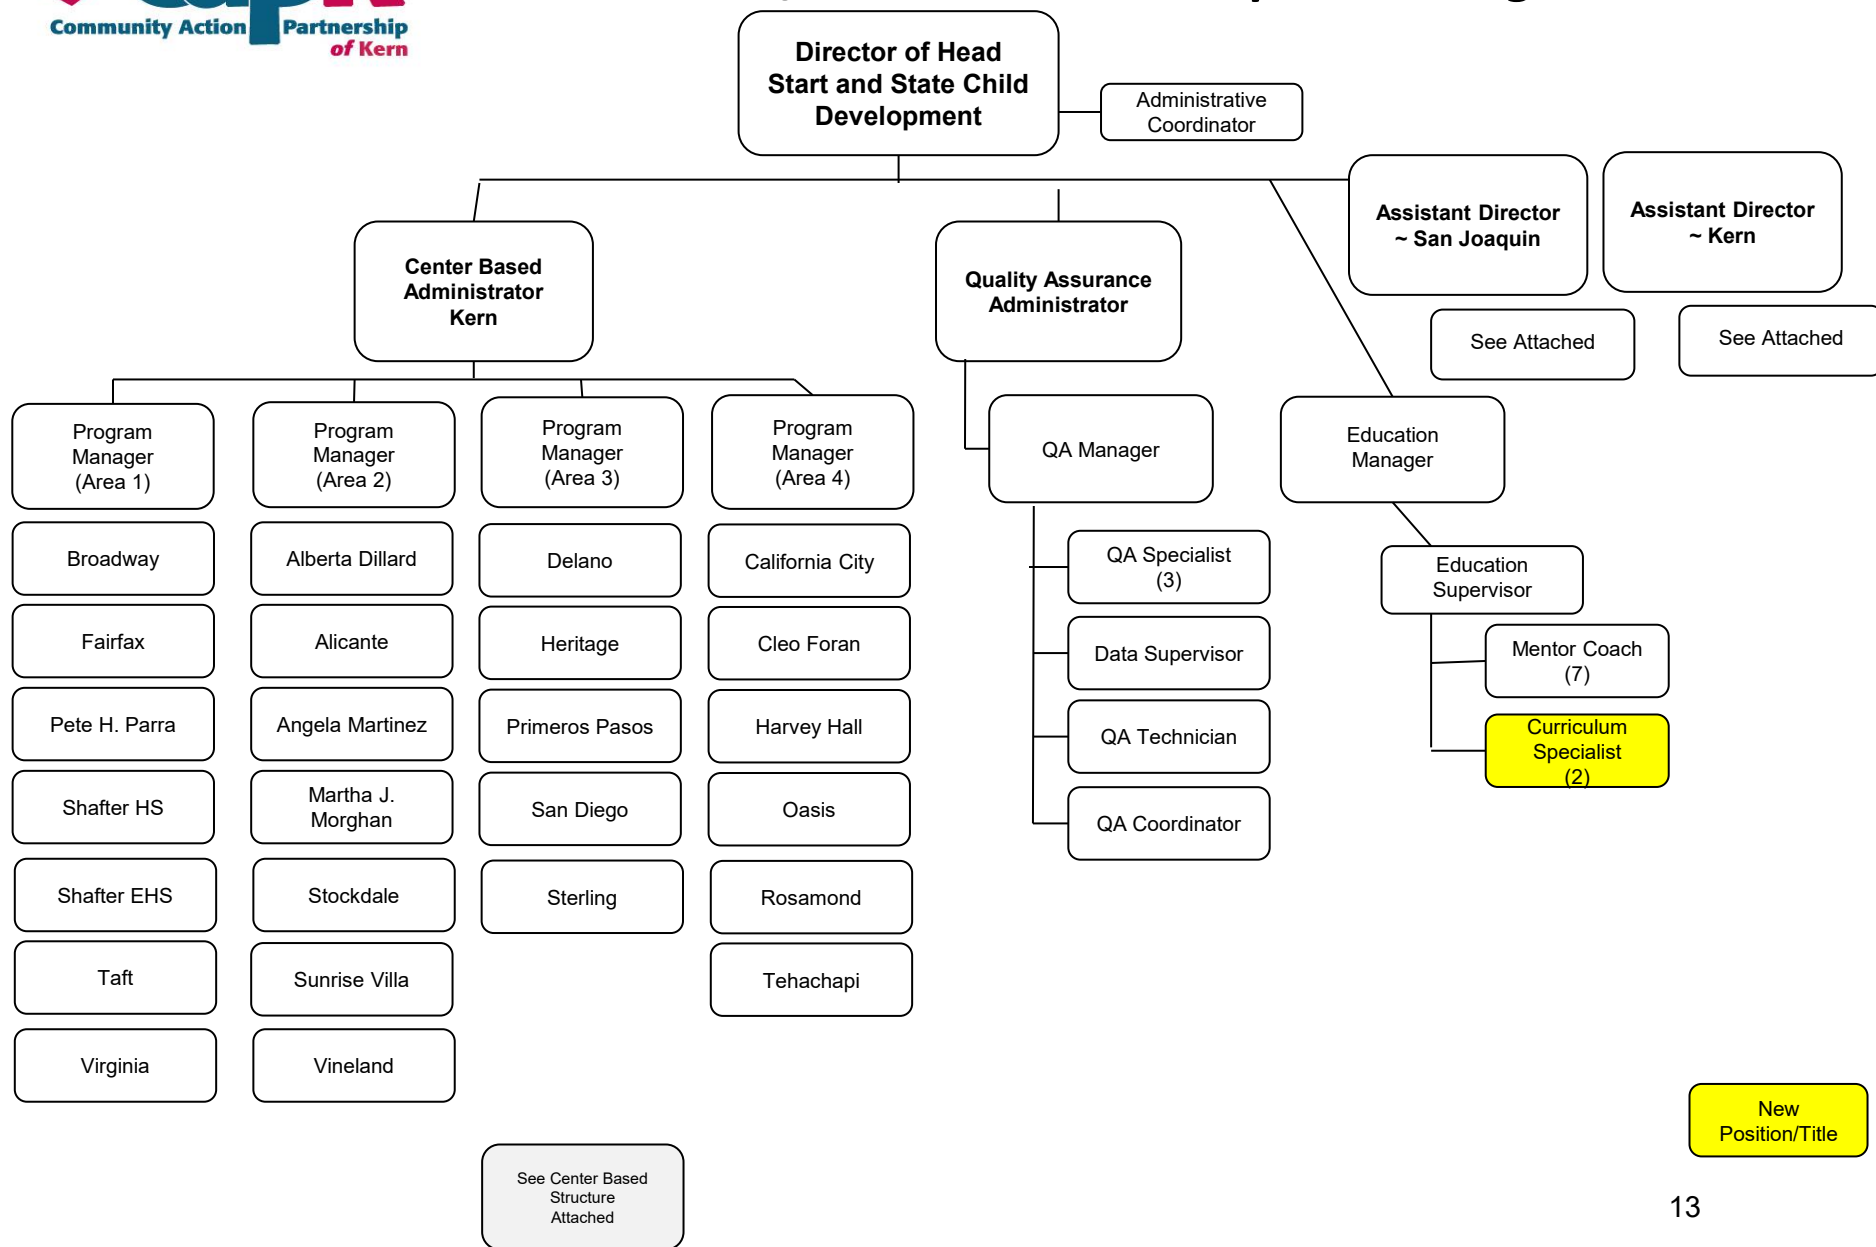 Community Action Partnership
of Kern
Director of Head
Start and State Child
Development
Administrative
Coordinator
Assistant Director
~ San Joaquin
Assistant Director
~ Kern
See Attached
See Attached
Center Based
Administrator
Kern
Quality Assurance
Administrator
Program
Manager
(Area 1)
Broadway
Fairfax
Pete H. Parra
Shafter HS
Shafter EHS
Taft
Virginia
Program
Manager
(Area 2)
Alberta Dillard
Alicante
Angela Martinez
Martha J.
Morghan
Stockdale
Sunrise Villa
Vineland
Program
Manager
(Area 3)
Delano
Heritage
Primeros Pasos
San Diego
Sterling
Program
Manager
(Area 4)
California City
Cleo Foran
Harvey Hall
Oasis
Rosamond
Tehachapi
QA Manager
QA Specialist
(3)
Data Supervisor
QA Technician
QA Coordinator
Education
Manager
Education
Supervisor
Mentor Coach
(7)
Curriculum
Specialist
(2)
New
Position/Title
See Center Based
Structure
Attached
13